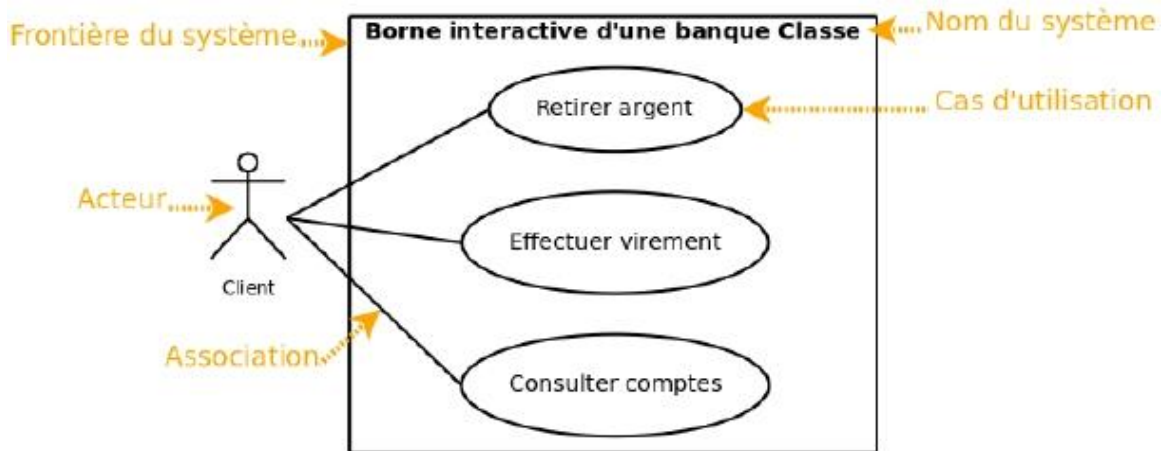 Frontière du système
Borne interactive d'une banque Classe
Nom du système
Retirer argent
Cas d'utilisation
Acteur
Effectuer virement
Client
Association
Consulter comptes